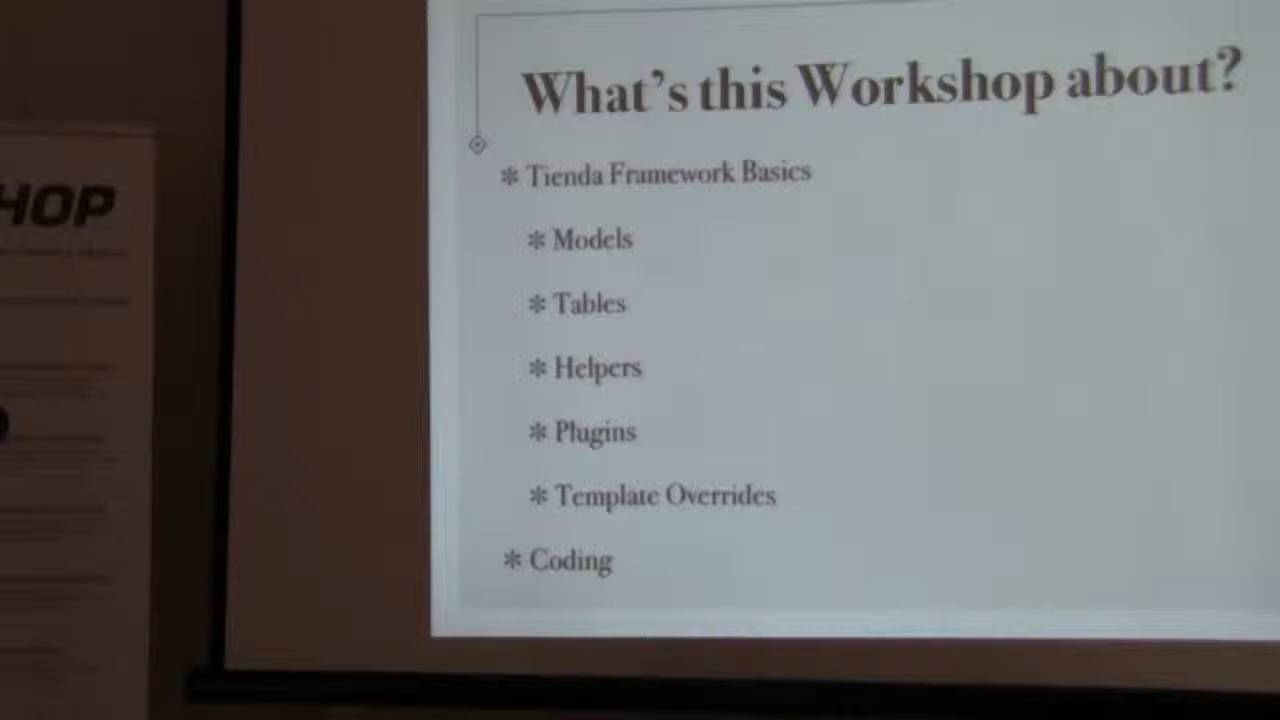 What's this Workshop about?
* Tienda Framework Basics
* Models
* Tables
* Helpers
* Plugins
* Template Overrides
* Coding
HOP